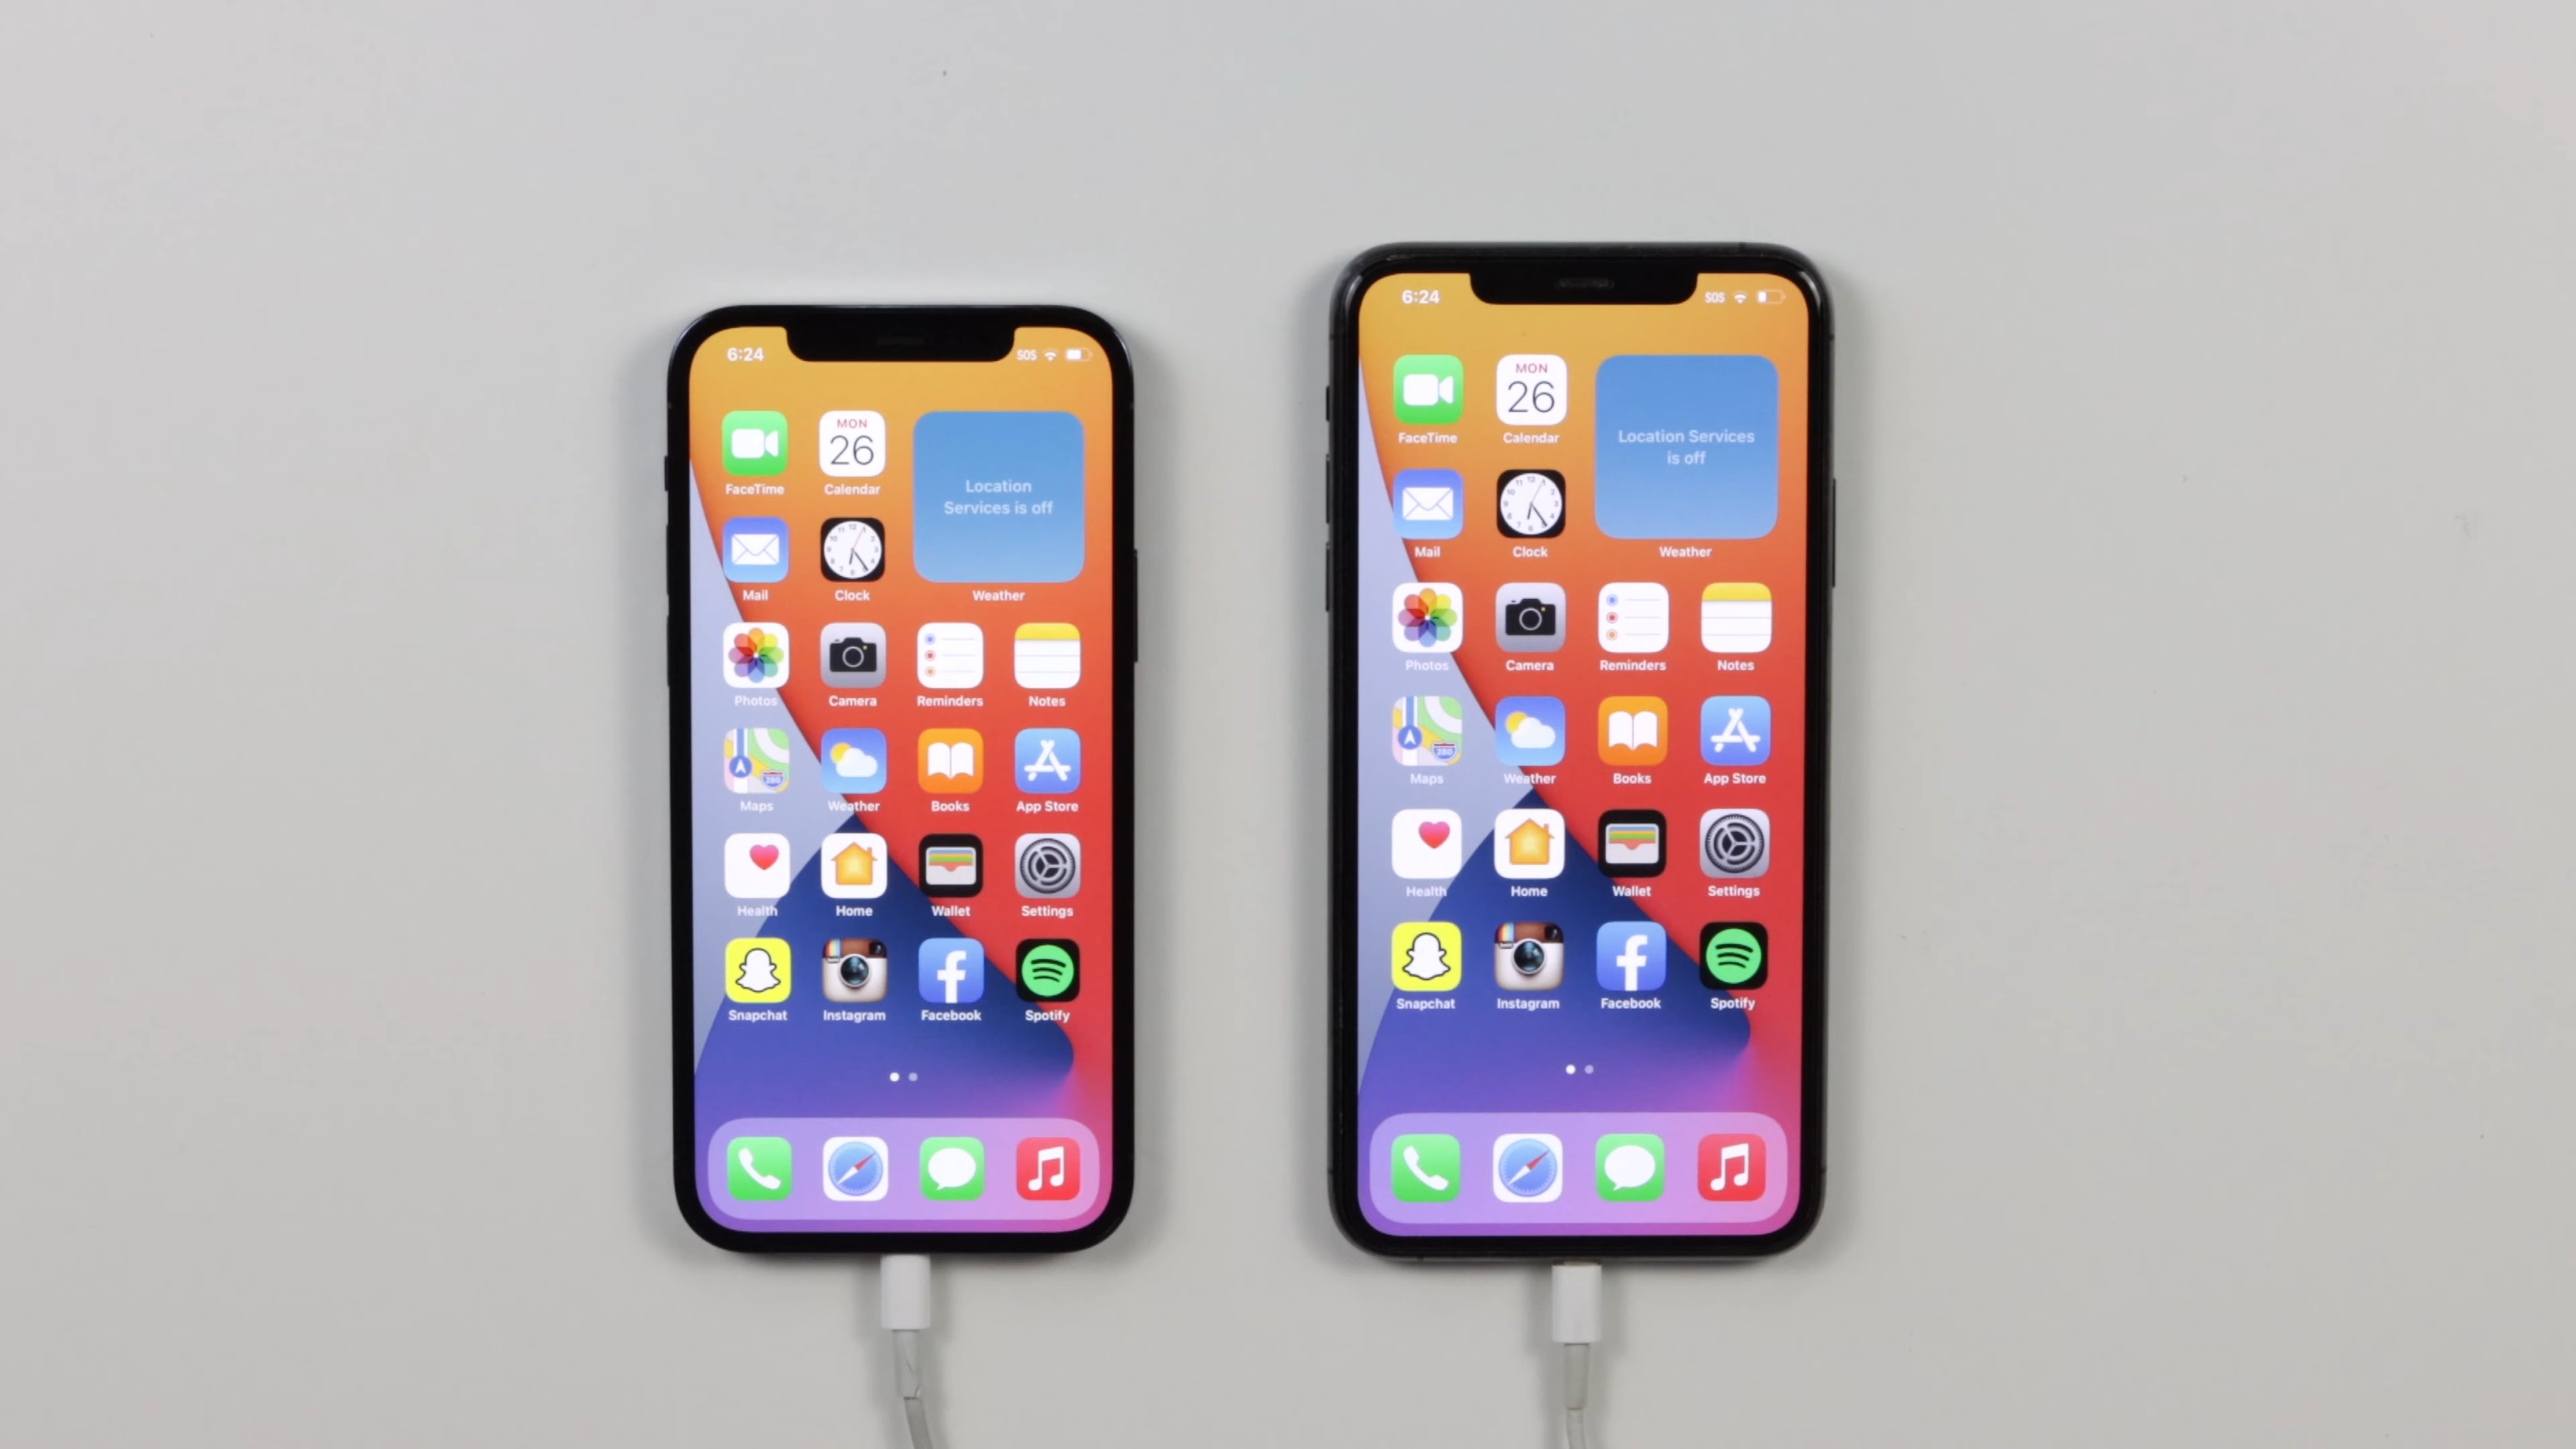 6:24
SOS
FaceTime
MON
26
Calendar
Location
Services is off
Mail
Clock
Weather
Photos
Camera
Reminders
Notes
280
Maps
Weather
Books
App Store
Health
Home
Wallet
Settings
Snapchat
Instagram
Facebook
Spotify
6:24
SOS
FaceTime
MON
26
Calendar
Location Services
is off
Mail
Clock
Weather
Photos
Camera
Reminders
Notes
280
Maps
Weather
Books
App Store
Health
Home
Wallet
Settings
Snapchat
Instagram
Facebook
Spotify